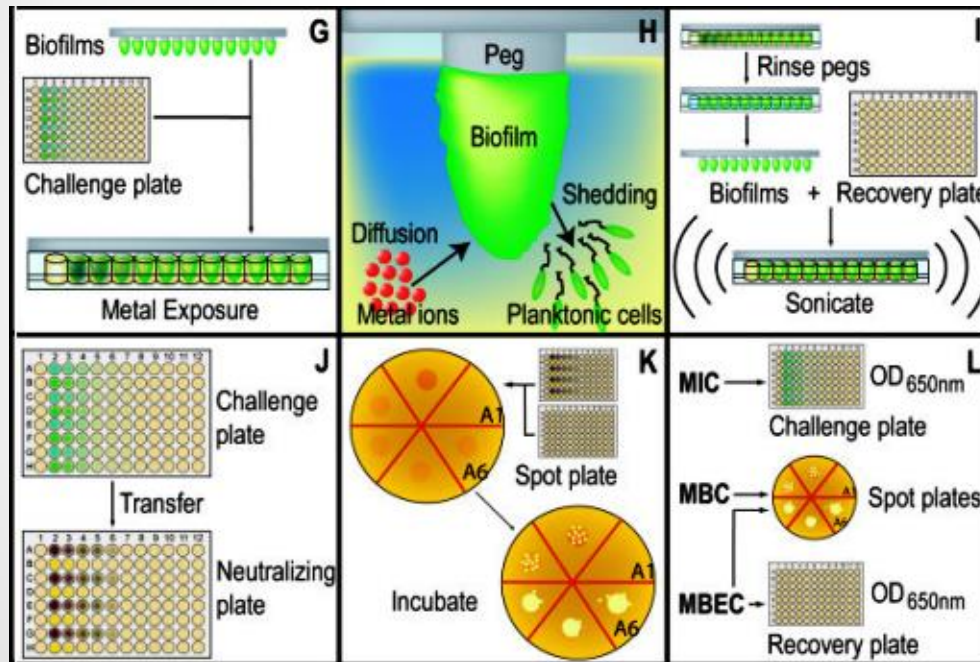 G
Biofilms
Challenge plate
Metal Exposure
H
Peg
Biofilm
Shedding
Diffusion
Metal ions
Planktonic cells
Rinse pegs
Biofilms + Recovery plate
Sonicate
J
1 2 3 4 5 6 7 8 9 10 11 12
A
B
C
D
E
F
G
H
Challenge
plate
Transfer
1 2 3 4 5 6 7 8 9 10 11 12
A
B
C
D
E
F
G
H
Neutralizing
plate
K
A1
A6
Spot plate
Incubate
A1
A6
L
MIC
OD 650nm
Challenge plate
MBC
A1
A6
Spot plates
MBEC
OD 650nm
Recovery plate